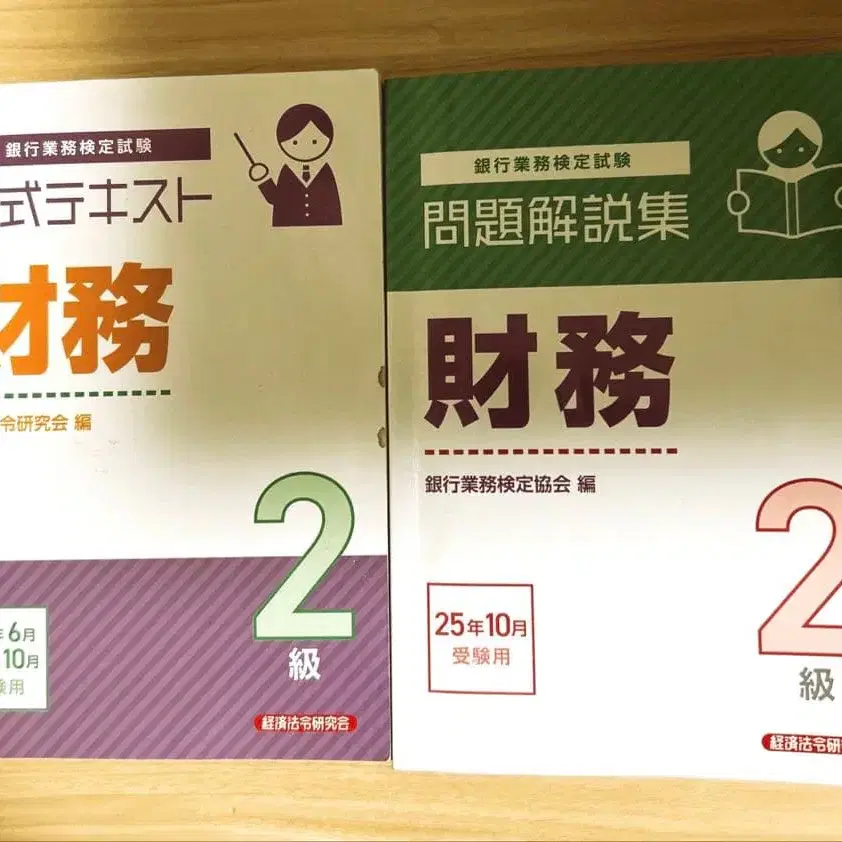 銀行業務検定試験
式テキスト
財務
令研究会 編
2
級
年6月
10月
験用
経済法令研究会
銀行業務検定試験
問題解説集
財務
銀行業務検定協会 編
25年10月
受験用
2
級
経済法令研